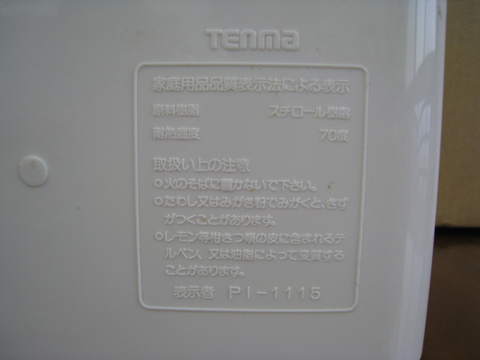 Tenma
家庭用品品質表示法による表示
原料樹脂 スチロール樹脂
耐熱温度 70度
取扱い上の注意
○火のそばに置かないで下さい。
○たわし又はみがき粉でみがくと、きず
がつくことがあります。
○レモン等柑きつ類の皮に含まれるテ
ルペン、又は油脂によって変質する
ことがあります。
表示者 PI-1115